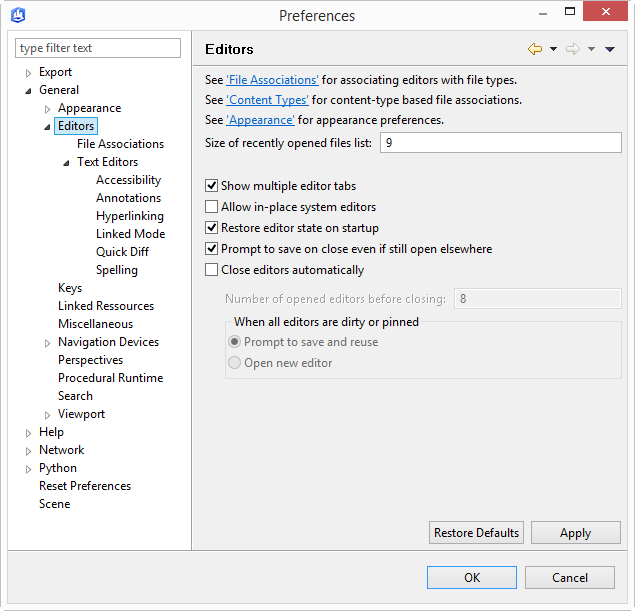 Preferences
type filter text
Export
General
Appearance
Editors
File Associations
Text Editors
Accessibility
Annotations
Hyperlinking
Linked Mode
Quick Diff
Spelling
Keys
Linked Ressources
Miscellaneous
Navigation Devices
Perspectives
Procedural Runtime
Search
Viewport
Help
Network
Python
Reset Preferences
Scene
Editors
See 'File Associations' for associating editors with file types.
See 'Content Types' for content-type based file associations.
See 'Appearance' for appearance preferences.
Size of recently opened files list: 9
Show multiple editor tabs
Allow in-place system editors
Restore editor state on startup
Prompt to save on close even if still open elsewhere
Close editors automatically
Number of opened editors before closing: 8
When all editors are dirty or pinned
Prompt to save and reuse
Open new editor
Restore Defaults Apply
OK Cancel